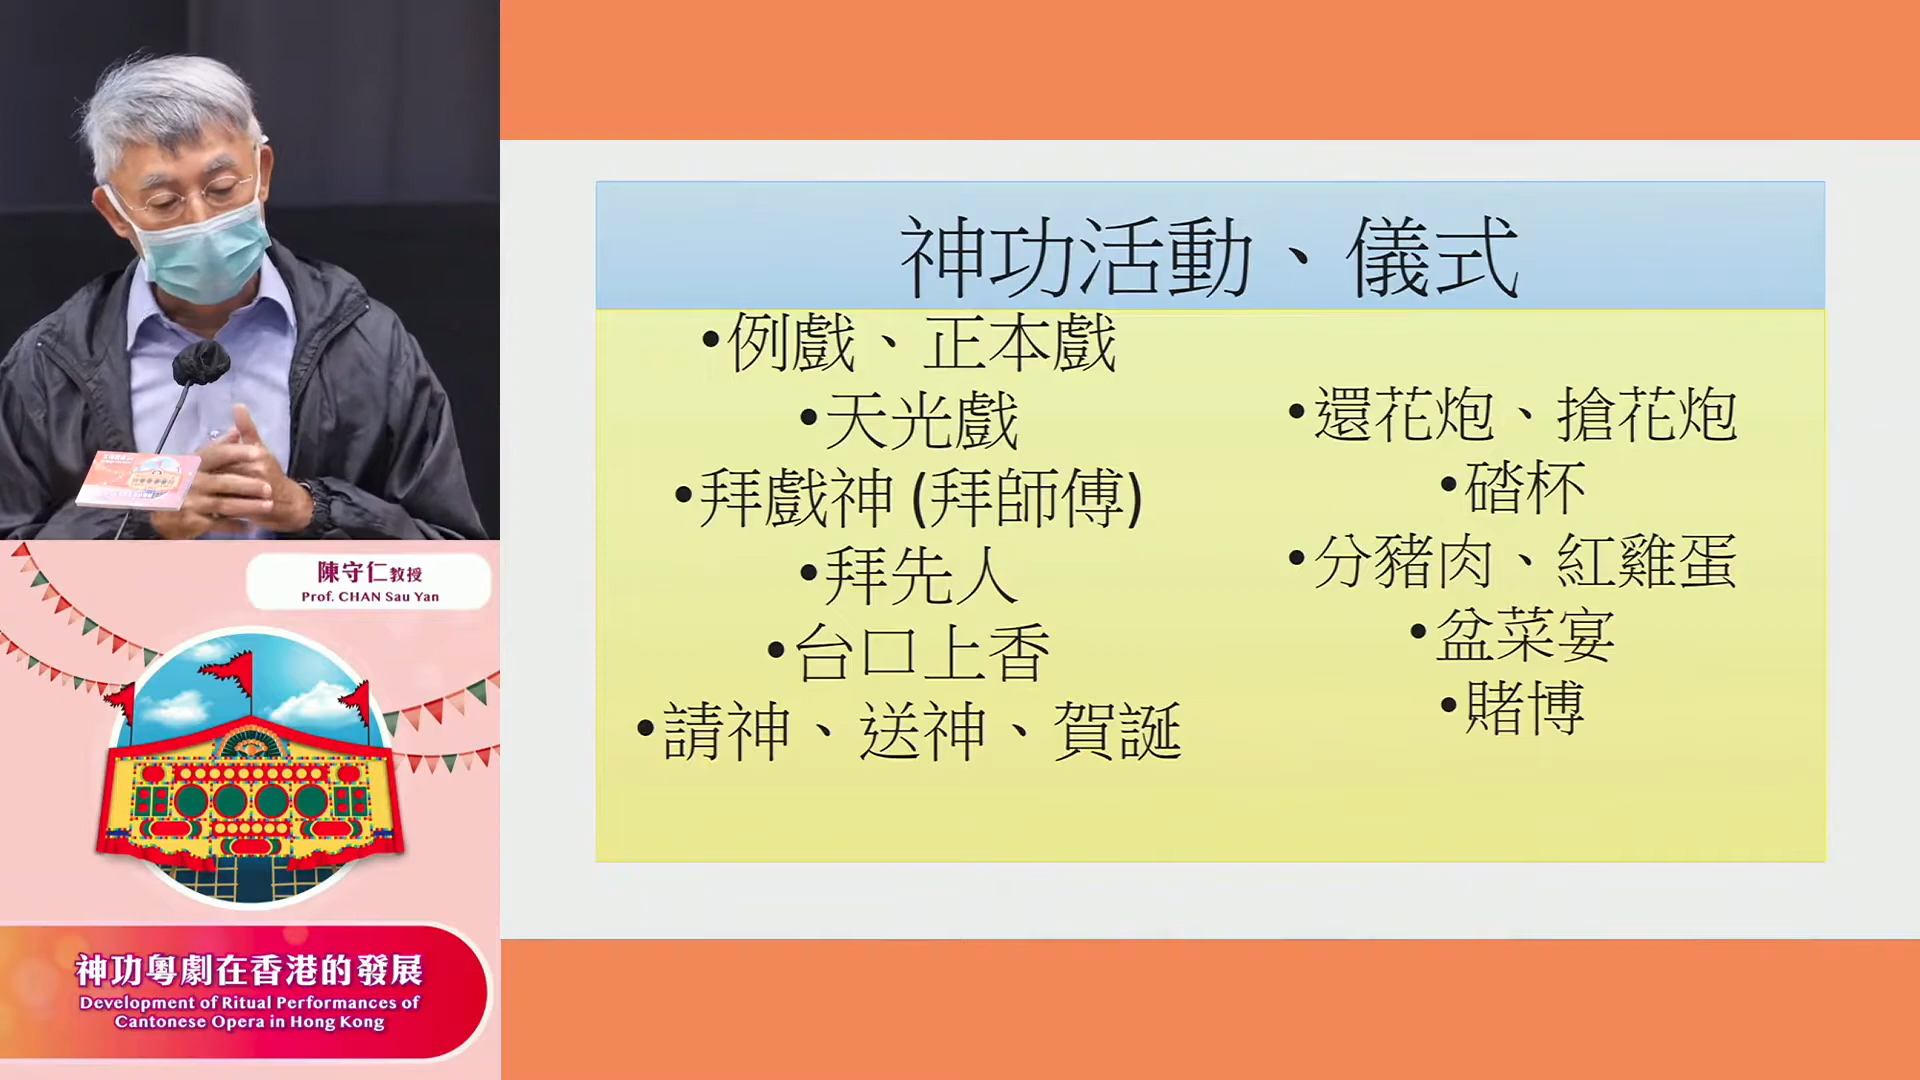 神功活動、儀式
•例戲、正本戲
•天光戲
•拜戲神 (拜師傅)
•拜先人
•台口上香
•請神、送神、賀誕
•還花炮、搶花炮
•碴杯
•分豬肉、紅雞蛋
•盆菜宴
•賭博
陳守仁教授
Prof. CHAN Sau Yan
神功粵劇在香港的發展
Development of Ritual Performances of
Cantonese Opera in Hong Kong